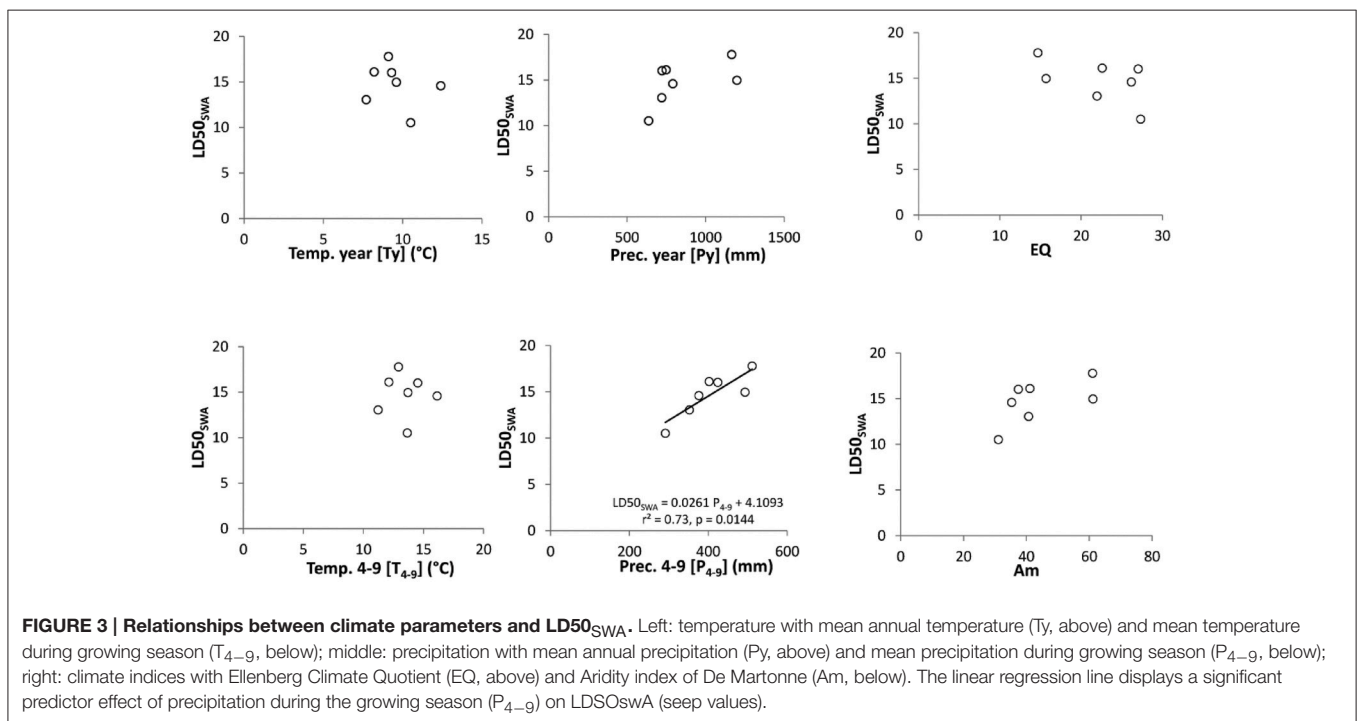 20
15
10
5
0
LD50SWA
0 5 10 15
Temp. year [Ty] (°C)
20
15
10
5
0
LD50SWA
0 500 1000 1500
Prec. year [Py] (mm)
20
15
10
5
0
LD50SWA
0 10 20 30
EQ
20
15
10
5
0
LD50SWA
0 5 10 15 20
Temp. 4-9 [T4-9] (°C)
20
15
10
5
0
LD50SWA
LD50SWA = 0.0261 P4-9 + 4.1093
r² = 0.73, p = 0.0144
0 200 400 600
Prec. 4-9 [P4-9] (mm)
20
15
10
5
0
LD50SWA
0 20 40 60 80
Am
FIGURE 3 | Relationships between climate parameters and LD50SWA. Left: temperature with mean annual temperature (Ty, above) and mean temperature
during growing season (T4−9, below); middle: precipitation with mean annual precipitation (Py, above) and mean precipitation during growing season (P4−9, below);
right: climate indices with Ellenberg Climate Quotient (EQ, above) and Aridity index of De Martonne (Am, below). The linear regression line displays a significant
predictor effect of precipitation during the growing season (P4−9) on LDSOswA (seep values).